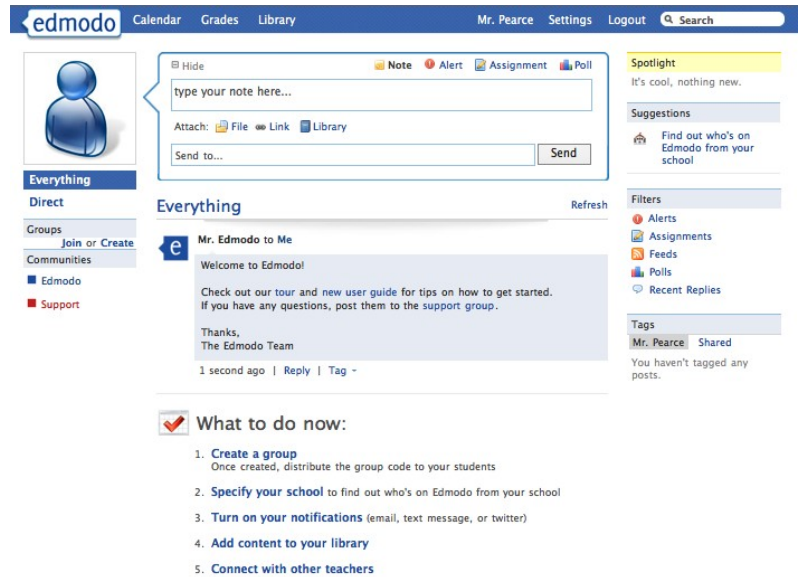 edmodo
Calendar Grades Library
Mr. Pearce Settings Logout Search
Hide
Note Alert Assignment Poll
type your note here...
Attach: File Link Library
Send to...
Send
Everything
Direct
Groups
Join or Create
Communities
Edmodo
Support
Everything
Refresh
e
Mr. Edmodo to Me
Welcome to Edmodo!
Check out our tour and new user guide for tips on how to get started.
If you have any questions, post them to the support group.
Thanks,
The Edmodo Team
1 second ago | Reply | Tag
What to do now:
1. Create a group
Once created, distribute the group code to your students
2. Specify your school to find out who's on Edmodo from your school
3. Turn on your notifications (email, text message, or twitter)
4. Add content to your library
5. Connect with other teachers
Spotlight
It's cool, nothing new.
Suggestions
Find out who's on
Edmodo from your
school
Filters
Alerts
Assignments
Feeds
Polls
Recent Replies
Tags
Mr. Pearce Shared
You haven't tagged any
posts.